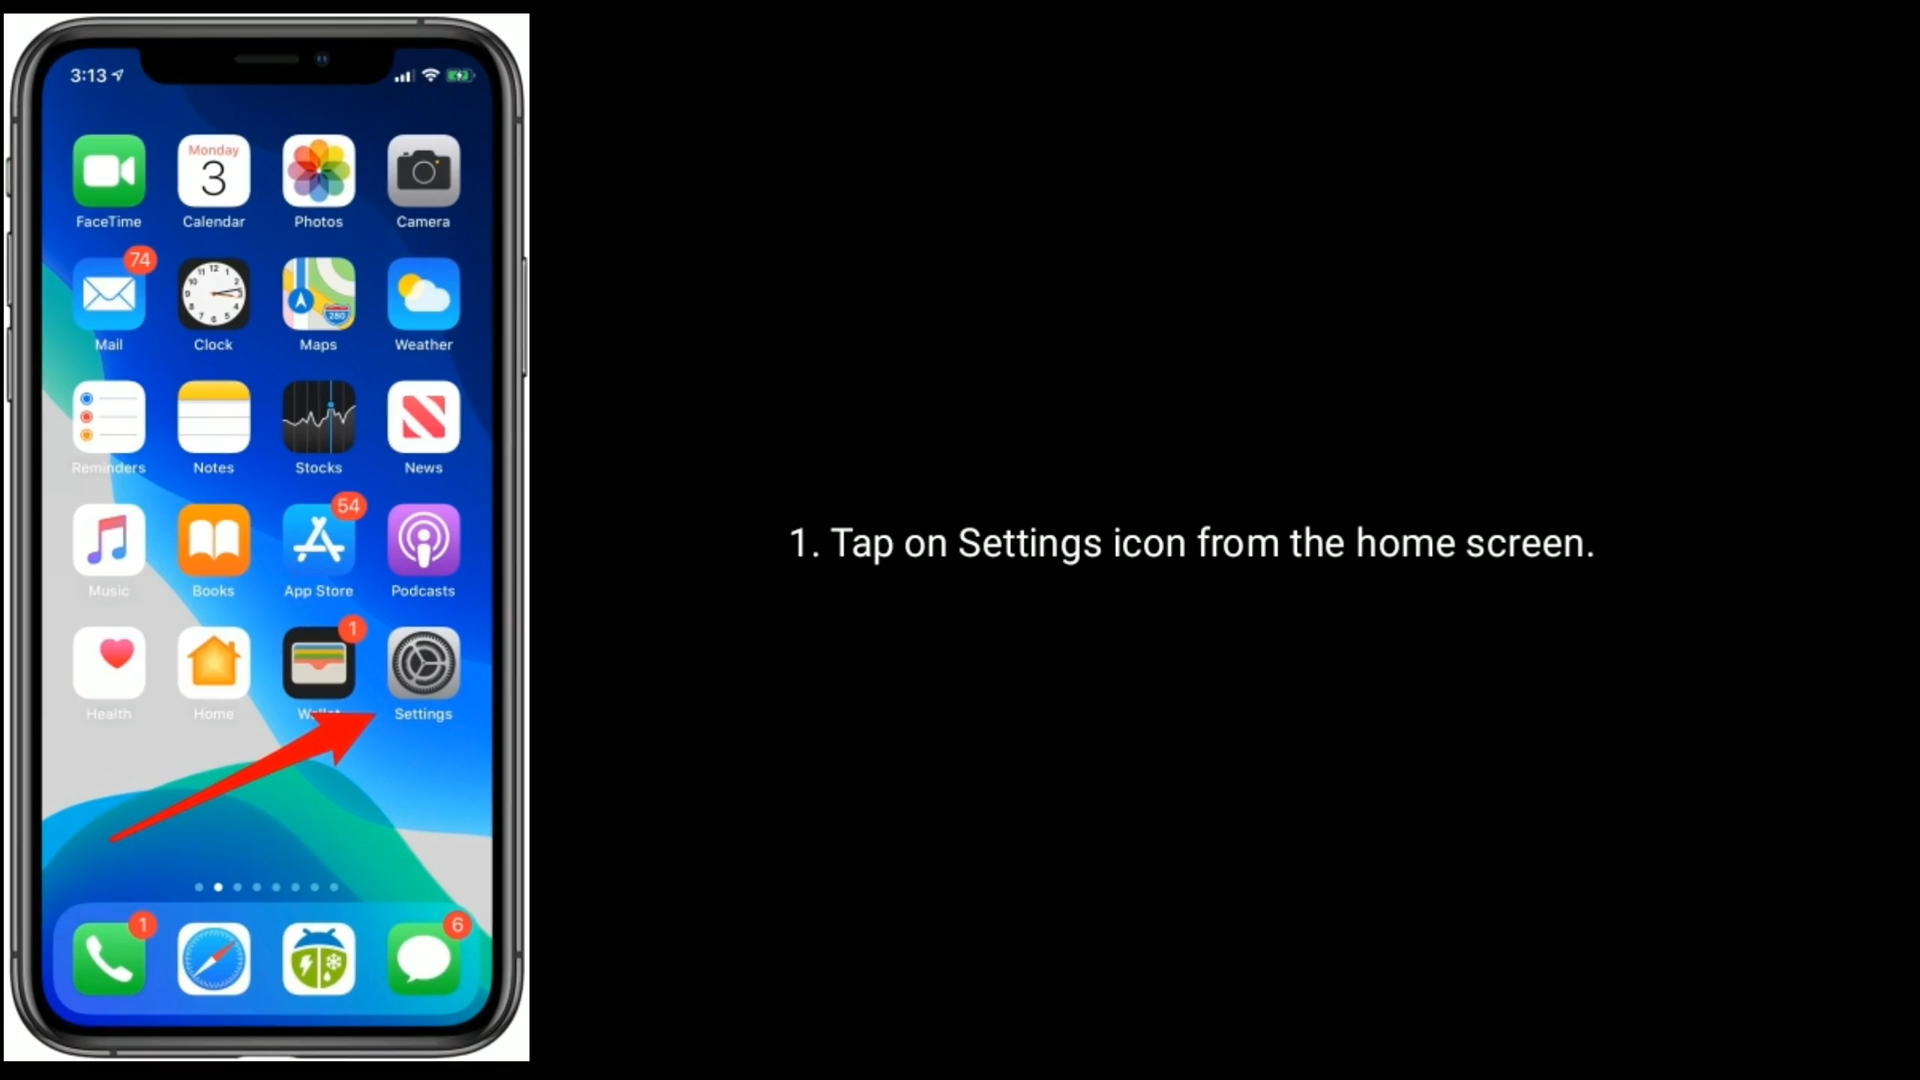 3:13
FaceTime
Monday
3
Calendar
Photos
Camera
74
Mail
Clock
280
Maps
Weather
Reminders
Notes
Stocks
News
Music
Books
54
App Store
Podcasts
Health
Home
1
Settings
1
6
1. Tap on Settings icon from the home screen.